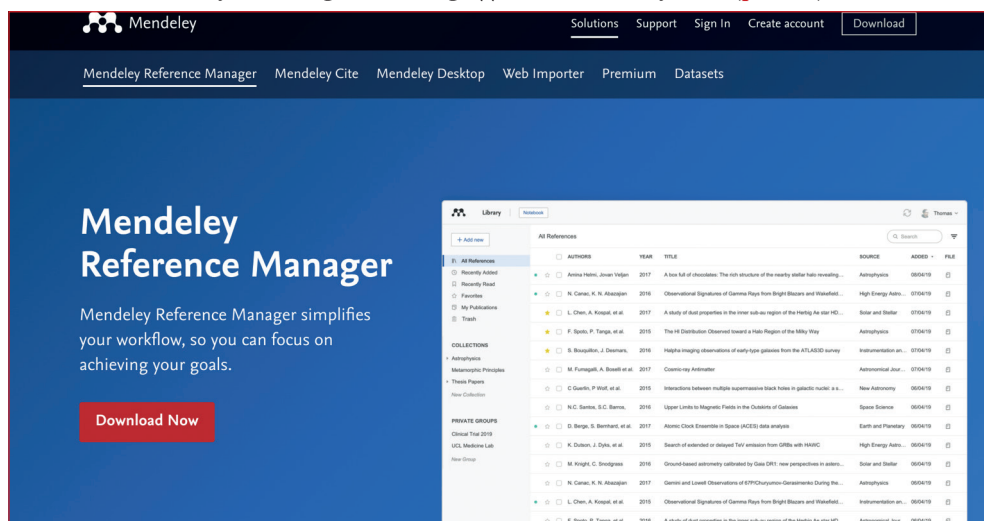 Mendeley
Solutions Support Sign In Create account Download
Mendeley Reference Manager Mendeley Cite Mendeley Desktop Web Importer Premium Datasets
Mendeley
Reference Manager
Mendeley Reference Manager simplifies
your workflow, so you can focus on
achieving your goals.
Download Now
Library Notebook Thomas
+ Add new All References Search
All References
Recently Added
Recently Read
Favorites
My Publications
Trash
COLLECTIONS
Astrophysics
Metamorphic Principles
Thesis Papers
New Collection
PRIVATE GROUPS
Clinical Trial 2018
UCL Medicine Lab
New Group
AUTHORS YEAR TITLE SOURCE ADDED FILE
Amina Helmi, Jovan Veljan 2017 A box full of chocolates: The rich structure of the nearby stellar halo revealing... Astrophysics 08/04/19
N. Canac, K. N. Abazajian 2016 Observational Signatures of Gamma Rays from Bright Blazars and Wakefield... High Energy Astro... 07/04/19
L. Chen, A. Kospal, et al. 2017 A study of dust properties in the inner sub-au region of the Herbig Ae star HD... Solar and Stellar 07/04/19
F. Spoto, P. Tanga, et al. 2015 The HI Distribution Observed toward a Halo Region of the Milky Way Astrophysics 07/04/19
S. Bouquillon, J. Desmars, 2016 Halpha imaging observations of early-type galaxies from the ATLAS3D survey Instrumentation an... 07/04/19
M. Fumagalli, A. Boselli et al. 2017 Cosmic-ray Antimatter Astronomical Jour... 07/04/19
C Guerlin, P Wolf, et al. 2015 Interactions between multiple supermassive black holes in galactic nuclei: a s... New Astronomy 06/04/19
N.C. Santos, S.C. Barros, 2016 Upper Limits to Magnetic Fields in the Outskirts of Galaxies Space Science 06/04/19
D. Berge, S. Bernhard, et al. 2017 Atomic Clock Ensemble in Space (ACES) data analysis Earth and Planetary 06/04/19
K. Dutson, J. Dyks, et al. 2015 Search of extended or delayed TeV emission from GRBs with HAWC High Energy Astro... 06/04/19
M. Knight, C. Snodgrass 2016 Ground-based astrometry calibrated by Gaia DR1: new perspectives in astero... Solar and Stellar 06/04/19
N. Canac, K. N. Abazajian 2017 Gemini and Lowell Observations of 67P/Churyumov-Gerasimenko During the... Astrophysics 06/04/19
L. Chen, A. Kospal, et al. 2015 Observational Signatures of Gamma Rays from Bright Blazars and Wakefield... Instrumentation an... 06/04/19